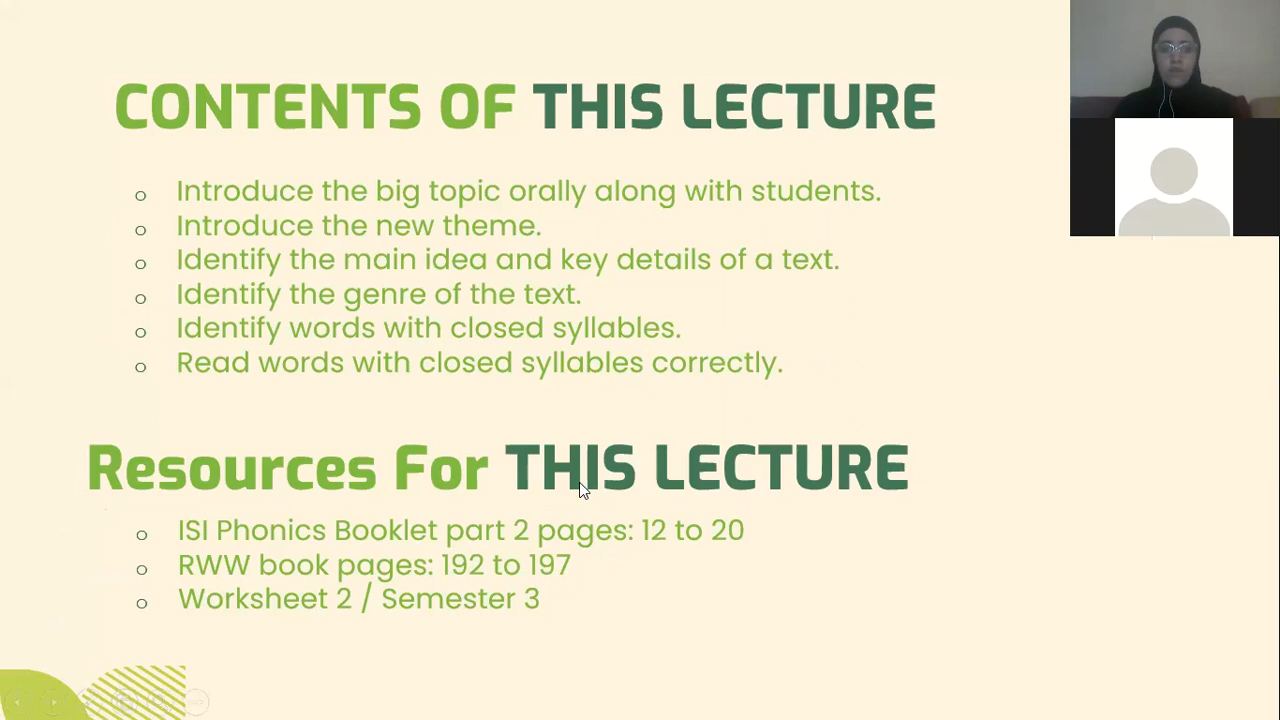 CONTENTS OF THIS LECTURE
o Introduce the big topic orally along with students.
o Introduce the new theme.
o Identify the main idea and key details of a text.
o Identify the genre of the text.
o Identify words with closed syllables.
o Read words with closed syllables correctly.
Resources For THIS LECTURE
o ISI Phonics Booklet part 2 pages: 12 to 20
o RWW book pages: 192 to 197
o Worksheet 2 / Semester 3